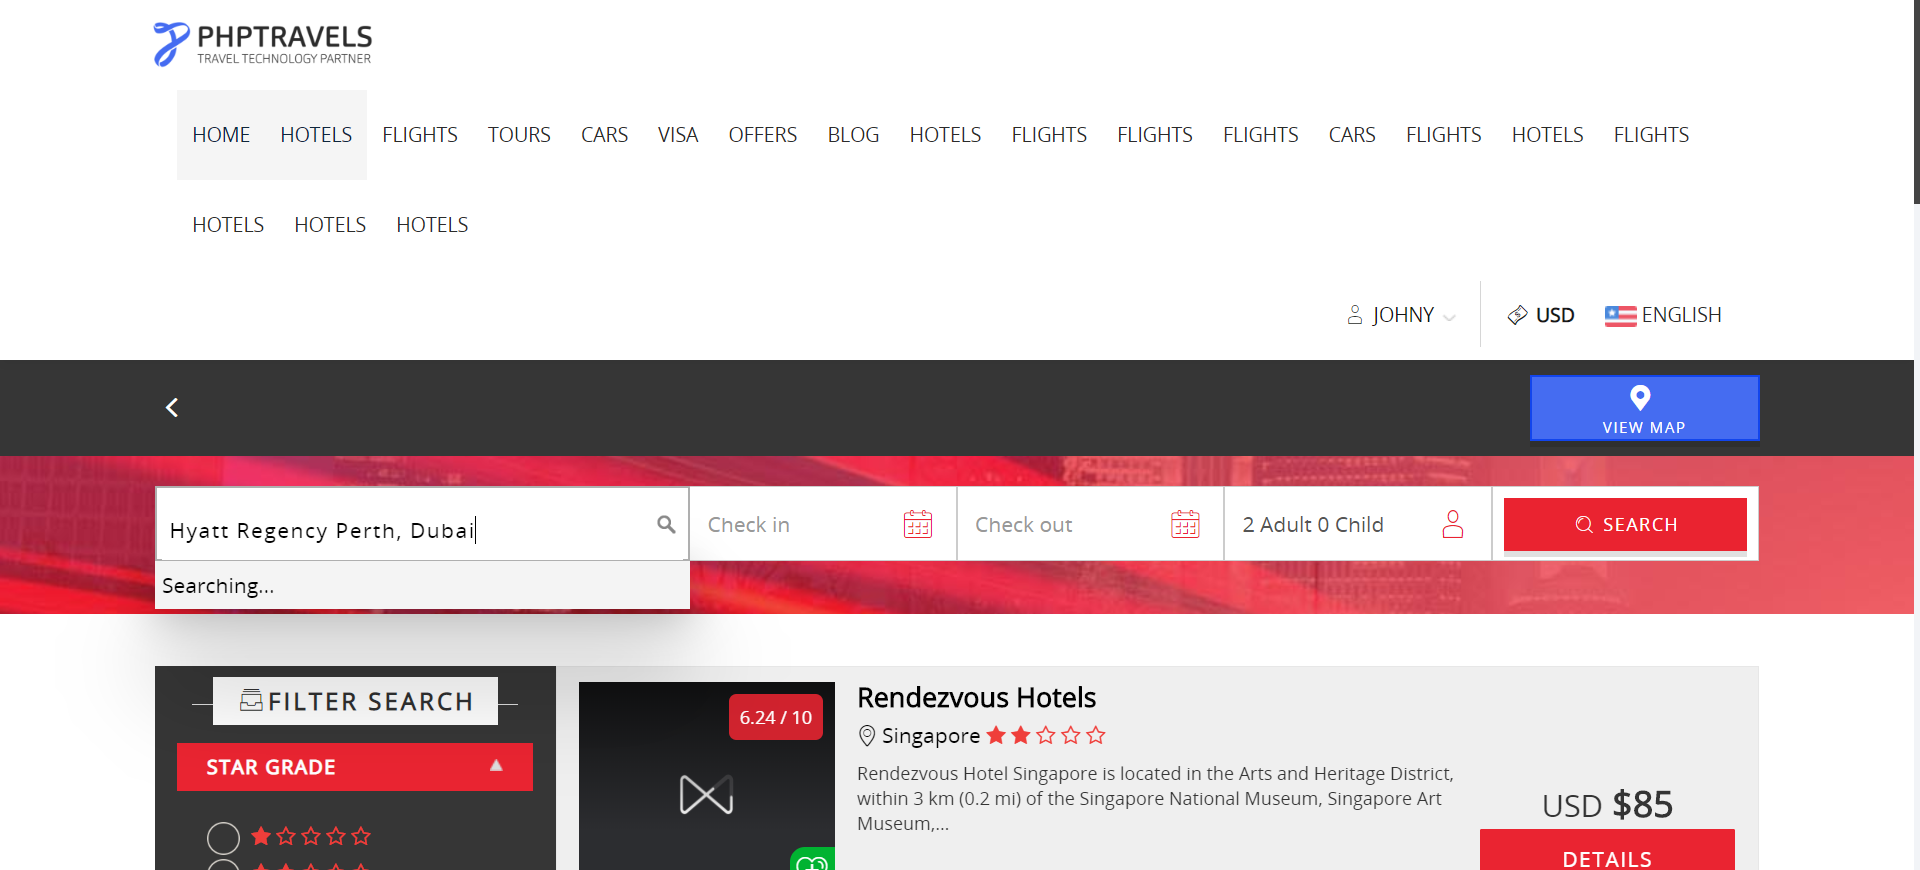 PHPTRAVELS
TRAVEL TECHNOLOGY PARTNER
HOME HOTELS FLIGHTS TOURS CARS VISA OFFERS BLOG HOTELS FLIGHTS FLIGHTS FLIGHTS CARS FLIGHTS HOTELS FLIGHTS
HOTELS HOTELS HOTELS
JOHNY USD ENGLISH
VIEW MAP
Hyatt Regency Perth, Dubai Check in Check out 2 Adult 0 Child SEARCH
Searching...
FILTER SEARCH
STAR GRADE
6.24 / 10
Rendezvous Hotels
Singapore
Rendezvous Hotel Singapore is located in the Arts and Heritage District,
within 3 km (0.2 mi) of the Singapore National Museum, Singapore Art
Museum,...
USD $85
DETAILS